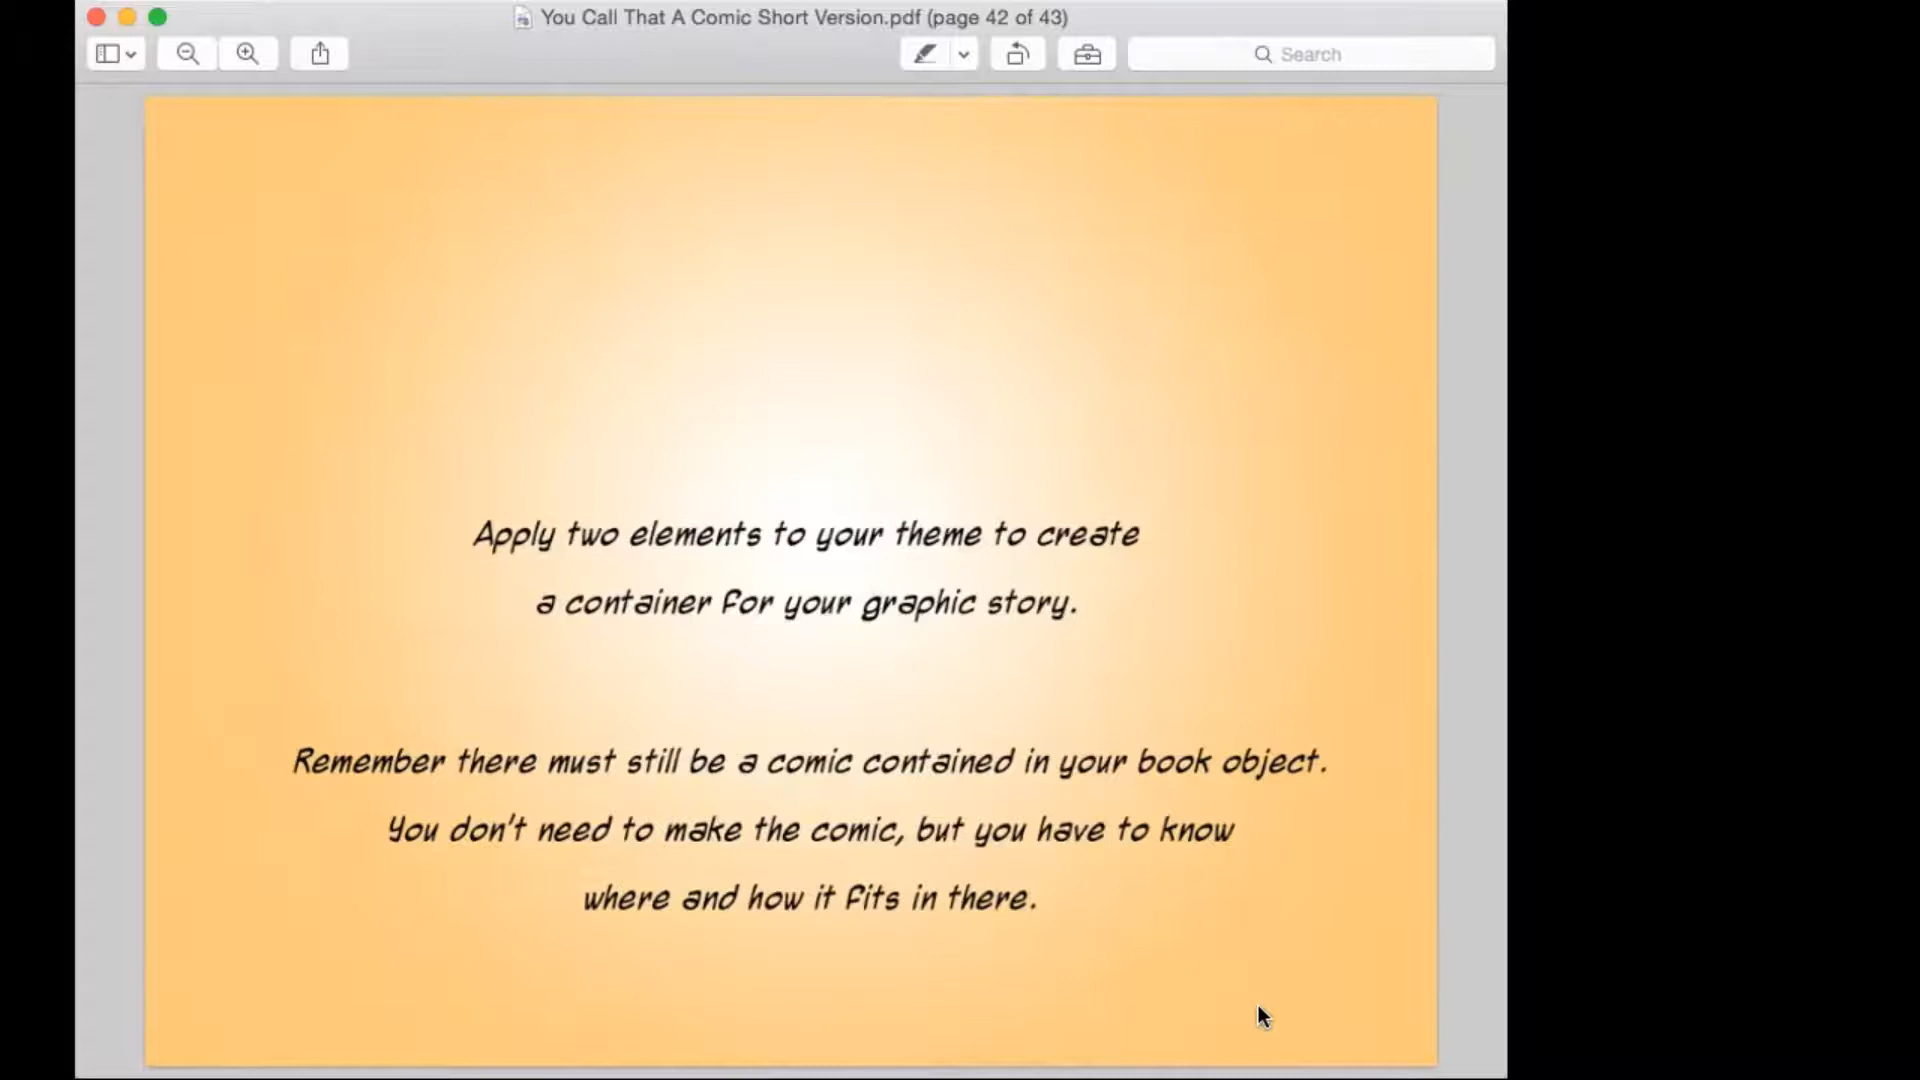 You Call That A Comic Short Version.pdf (page 42 of 43)
Search
Apply two elements to your theme to create
a container for your graphic story.
Remember there must still be a comic contained in your book object.
You don't need to make the comic, but you have to know
where and how it fits in there.